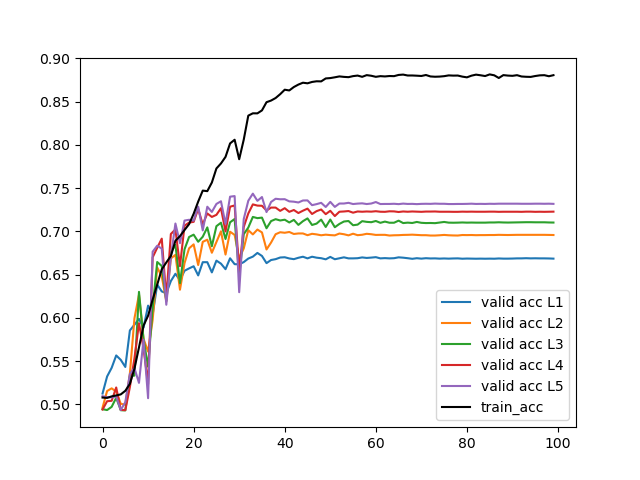 0.90
0.85
0.80
0.75
0.70
0.65
0.60
0.55
0.50
0 20 40 60 80 100
valid acc L1
valid acc L2
valid acc L3
valid acc L4
valid acc L5
train_acc